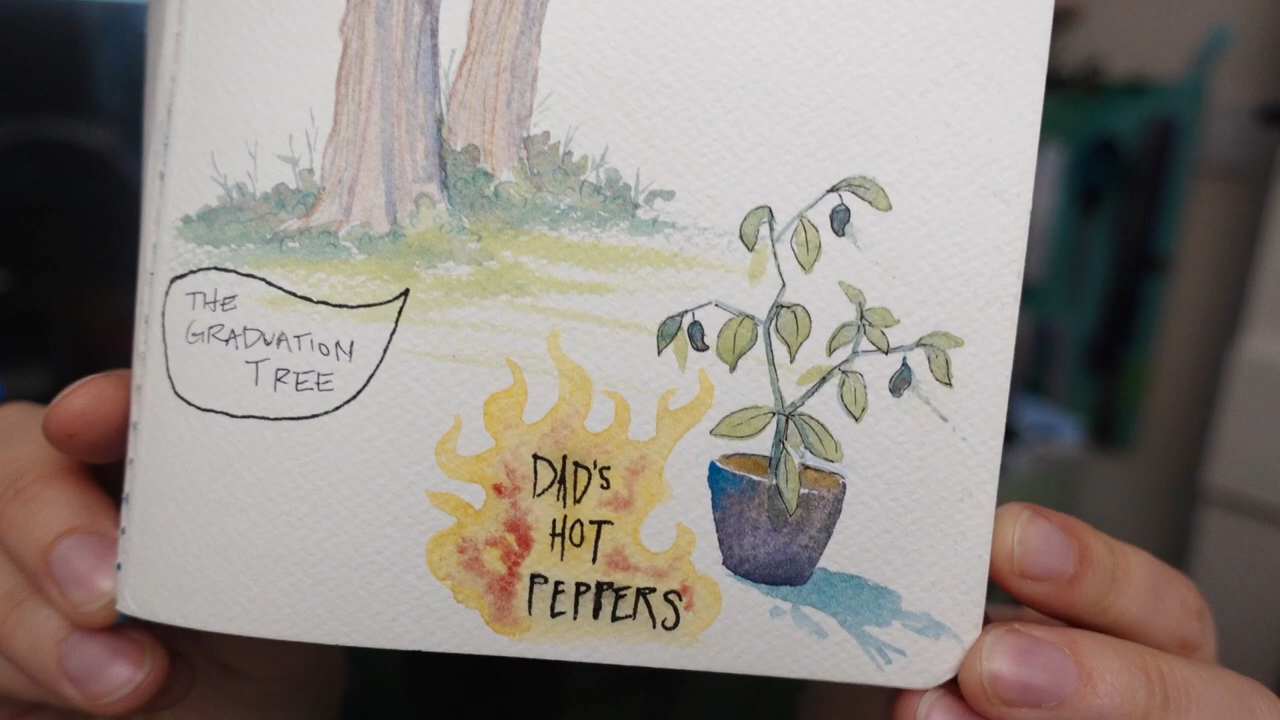 THE
GRADUATION
TREE
DAD'S
HOT
PEPPERS